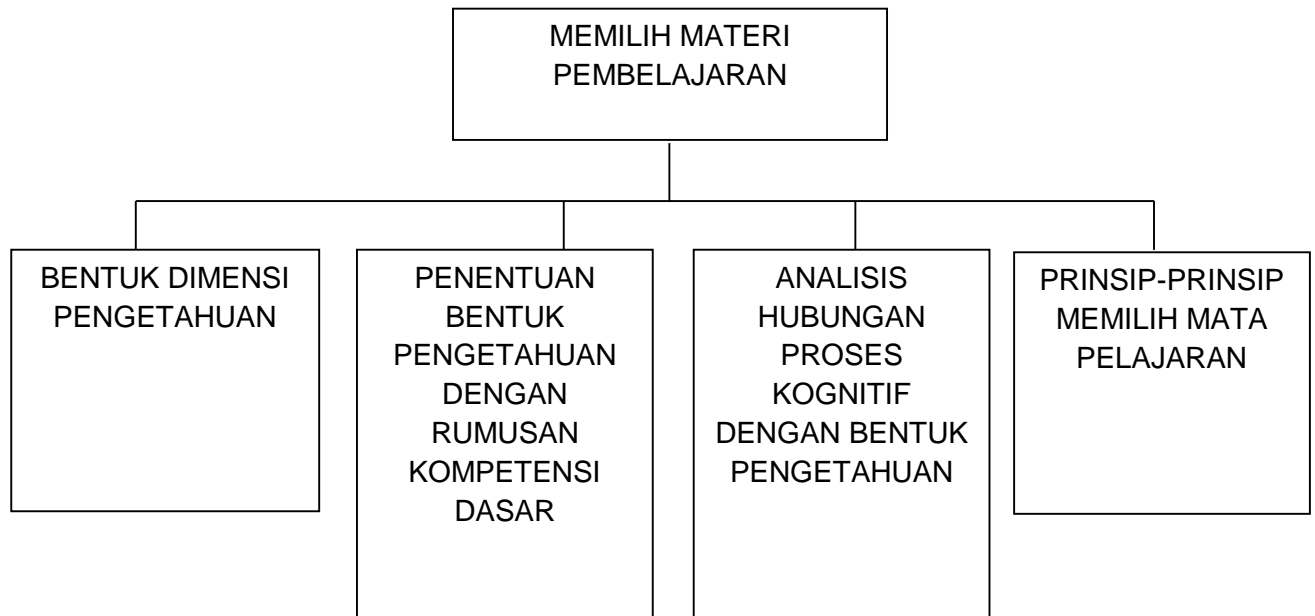 MEMILIH MATERI
PEMBELAJARAN
BENTUK DIMENSI
PENGETAHUAN
PENENTUAN
BENTUK
PENGETAHUAN
DENGAN
RUMUSAN
KOMPETENSI
DASAR
ANALISIS
HUBUNGAN
PROSES
KOGNITIF
DENGAN BENTUK
PENGETAHUAN
PRINSIP-PRINSIP
MEMILIH MATA
PELAJARAN